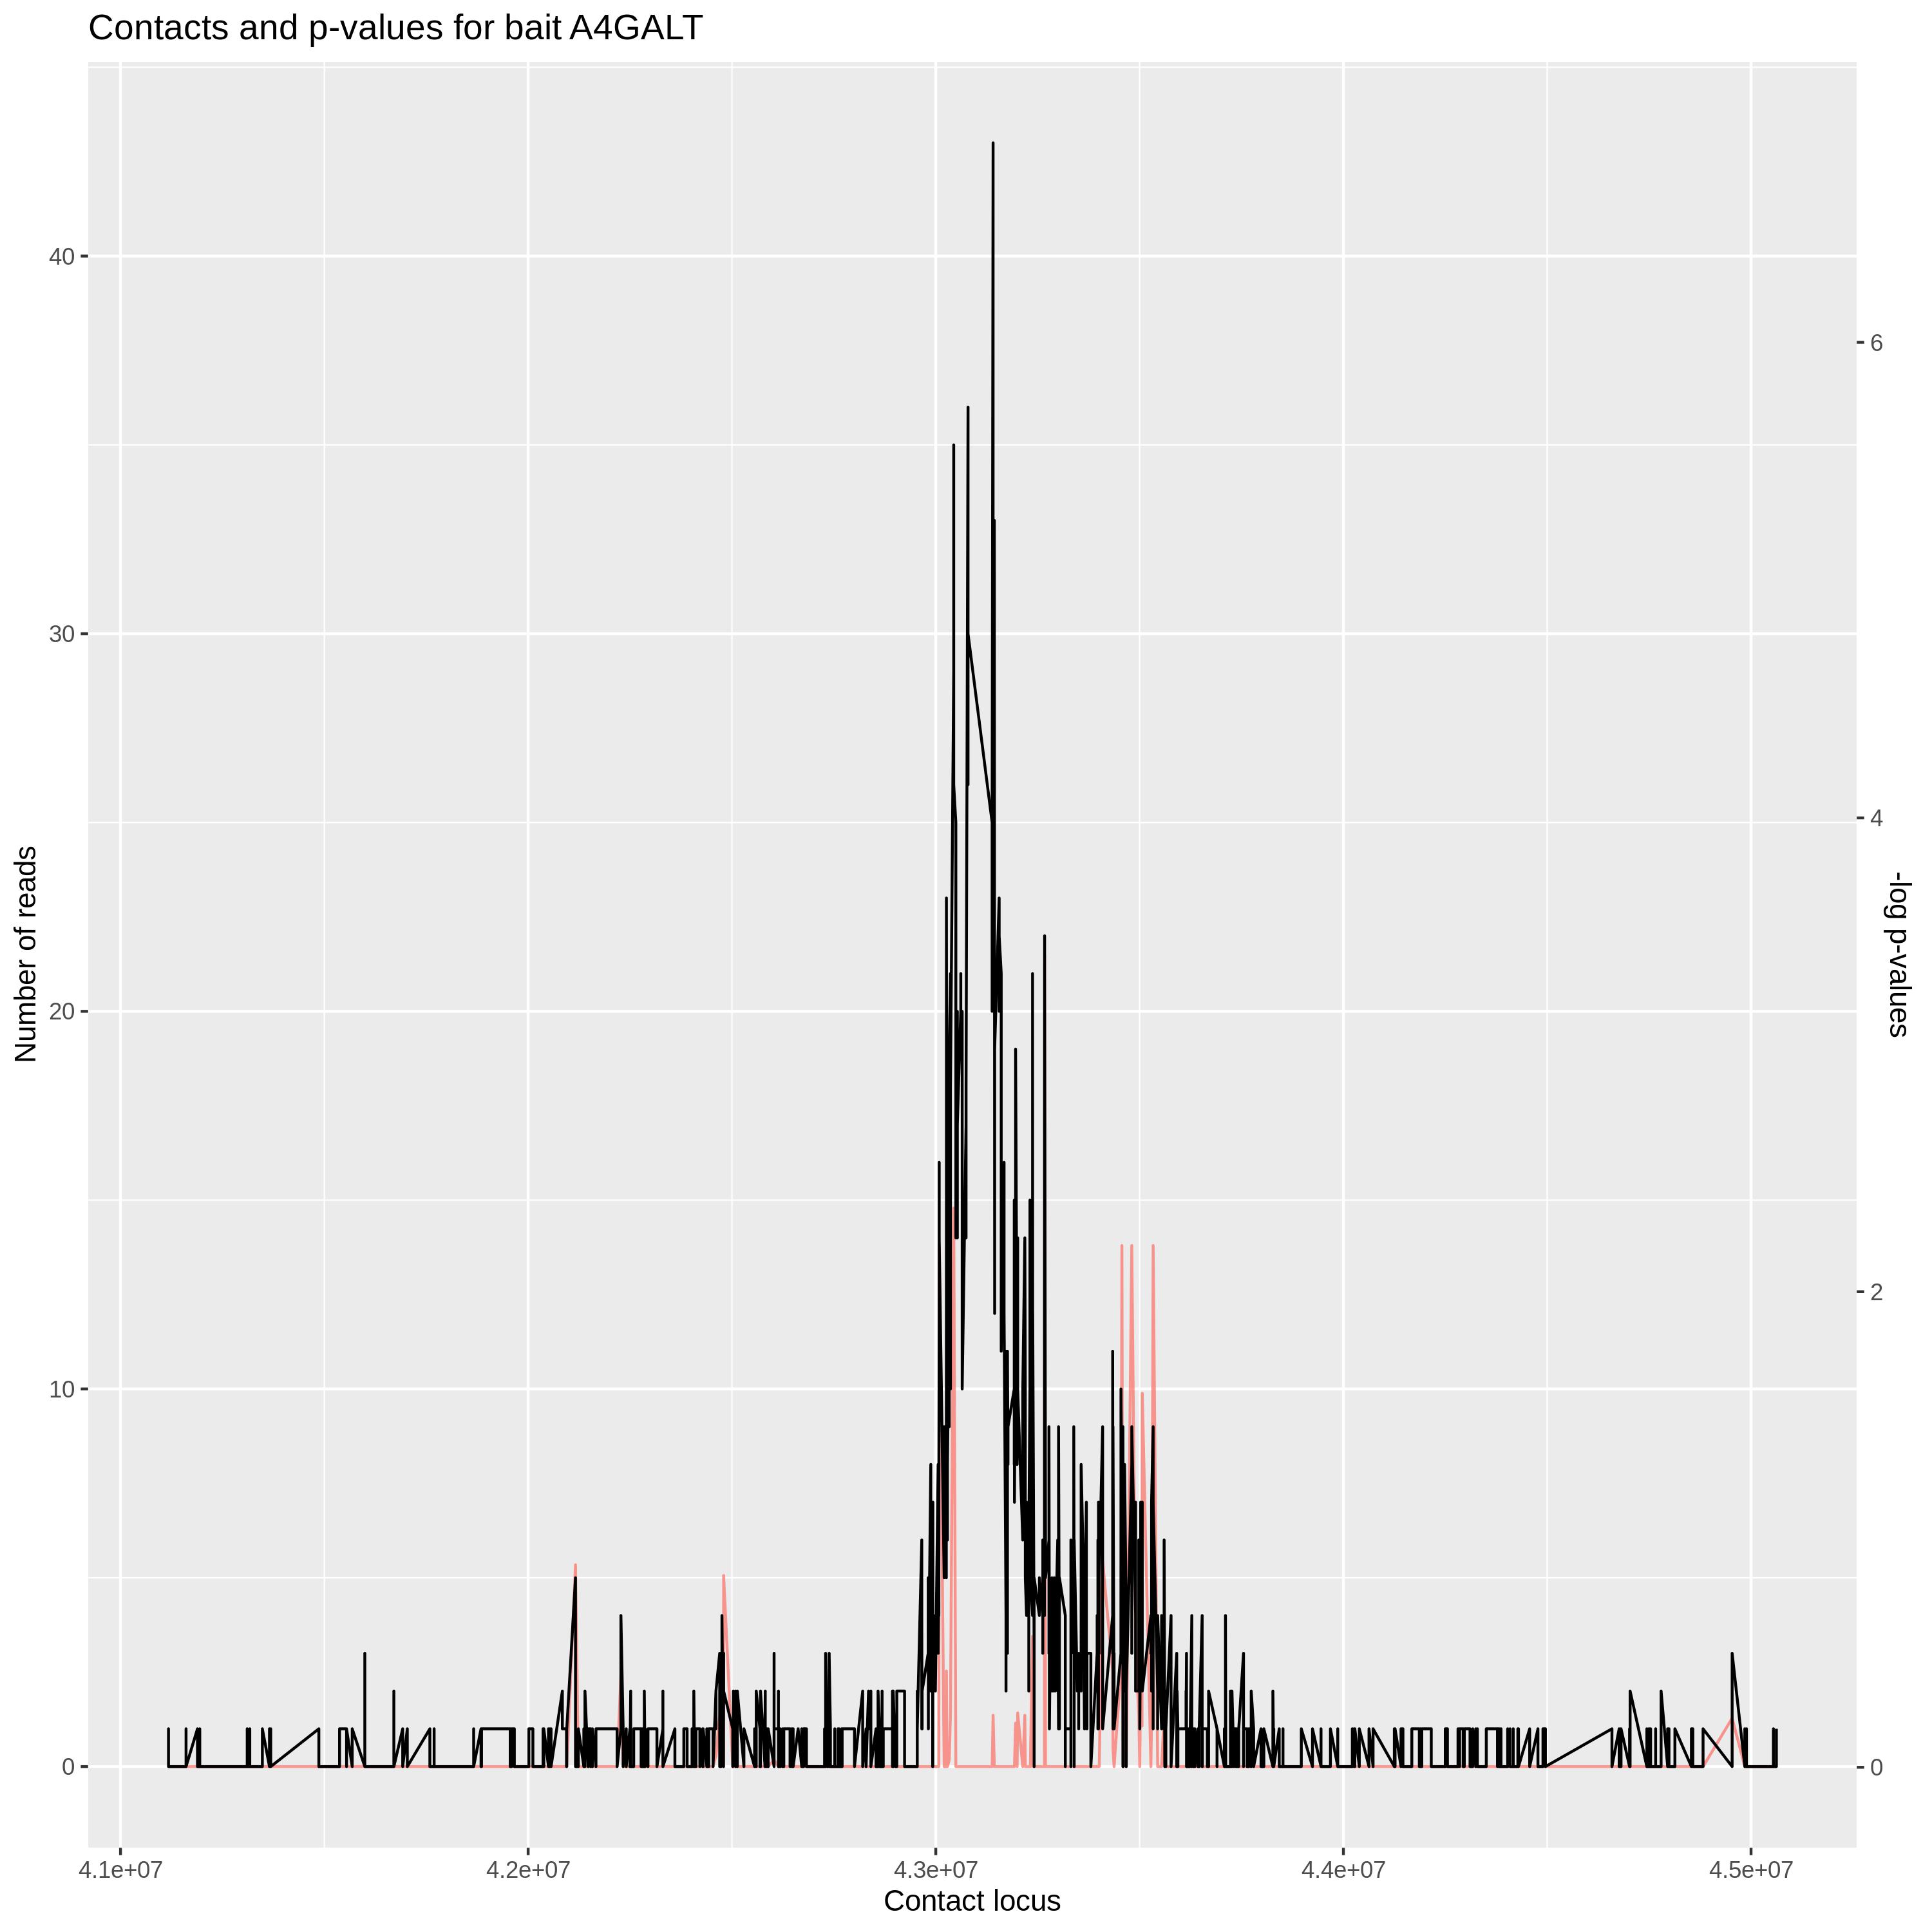 Contacts and p-values for bait A4GALT
40
30
20
10
0
Number of reads
6
4
2
0
-log p-values
4.1e+07
4.2e+07
4.3e+07
4.4e+07
4.5e+07
Contact locus